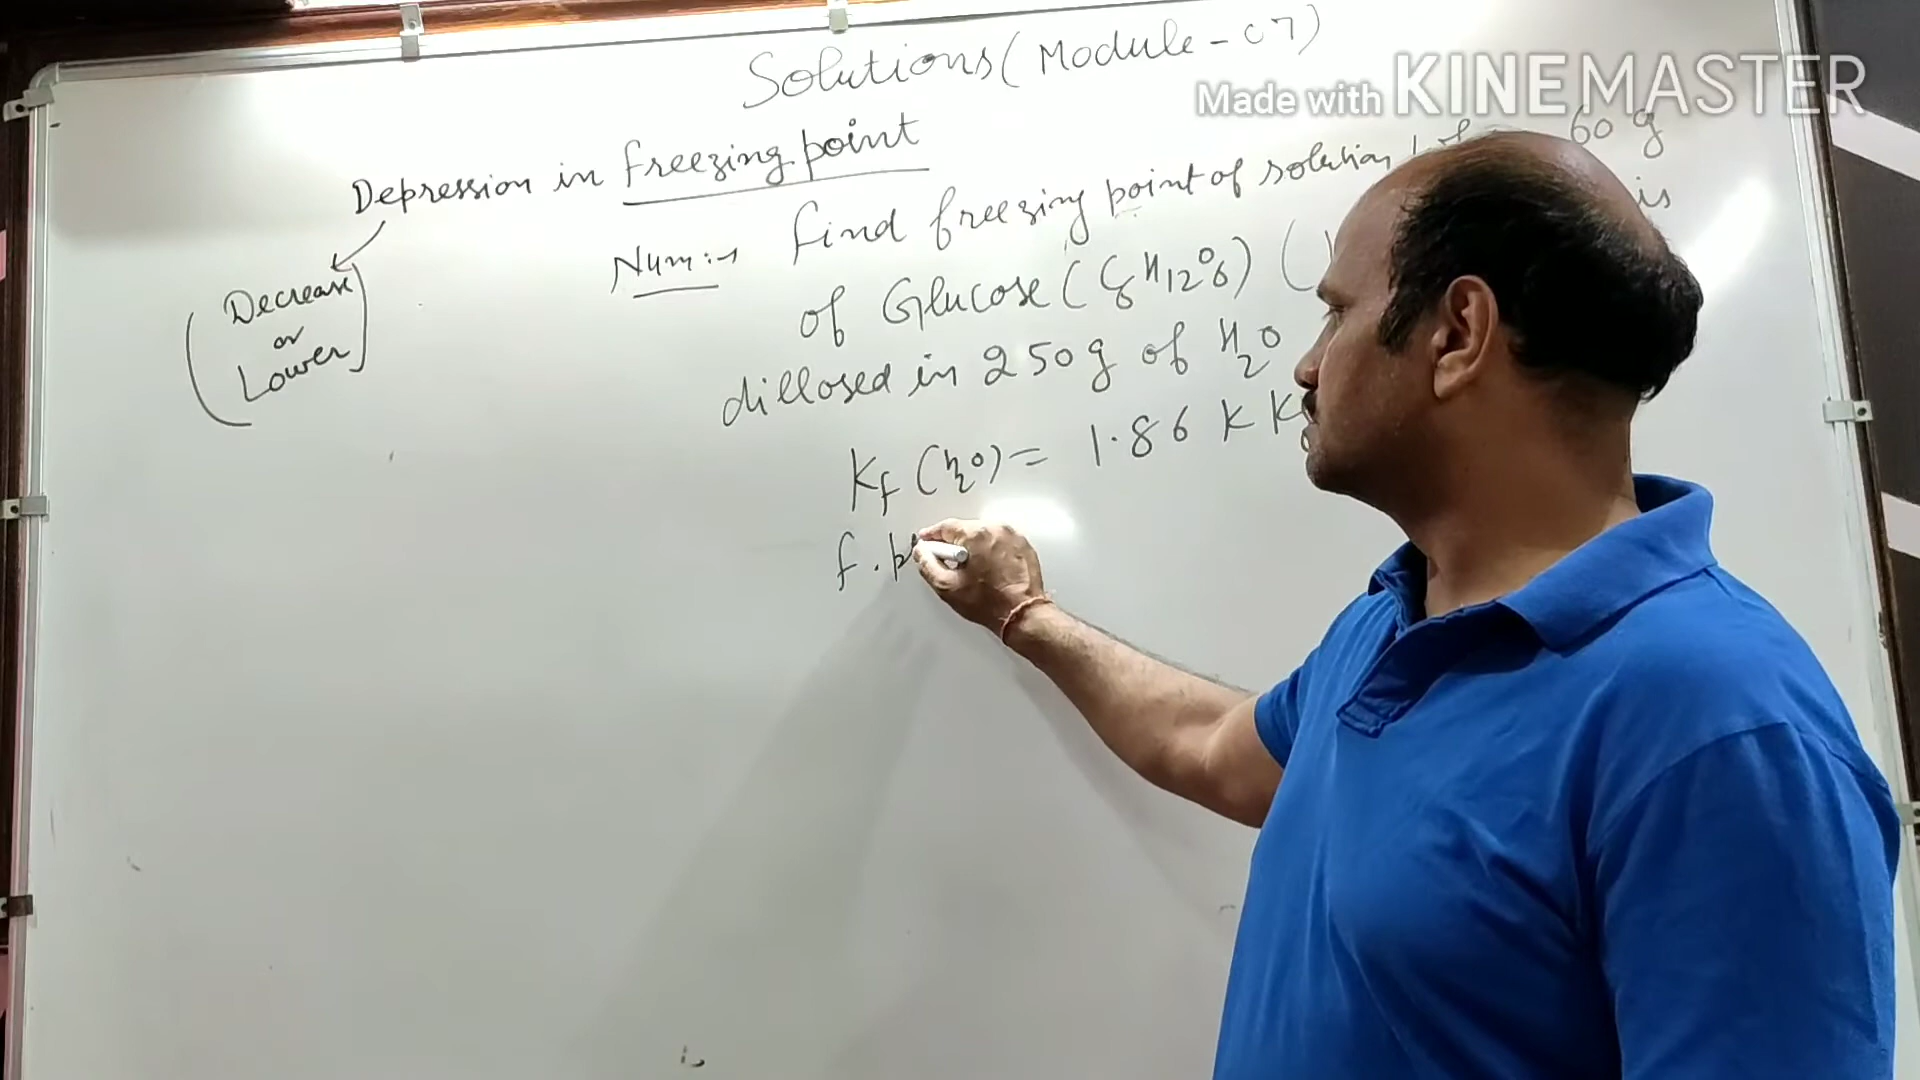 Solutions (Module-07)
Made with KINEMASTER
Depression in freezing point
Decrease
or
Lower
Num:→ Find freezing point of solution 60 g
of Glucose (C6H12O6) ( is
dillosed in 250 g of H2O
Kf (H2O) = 1.86 K K
f.p